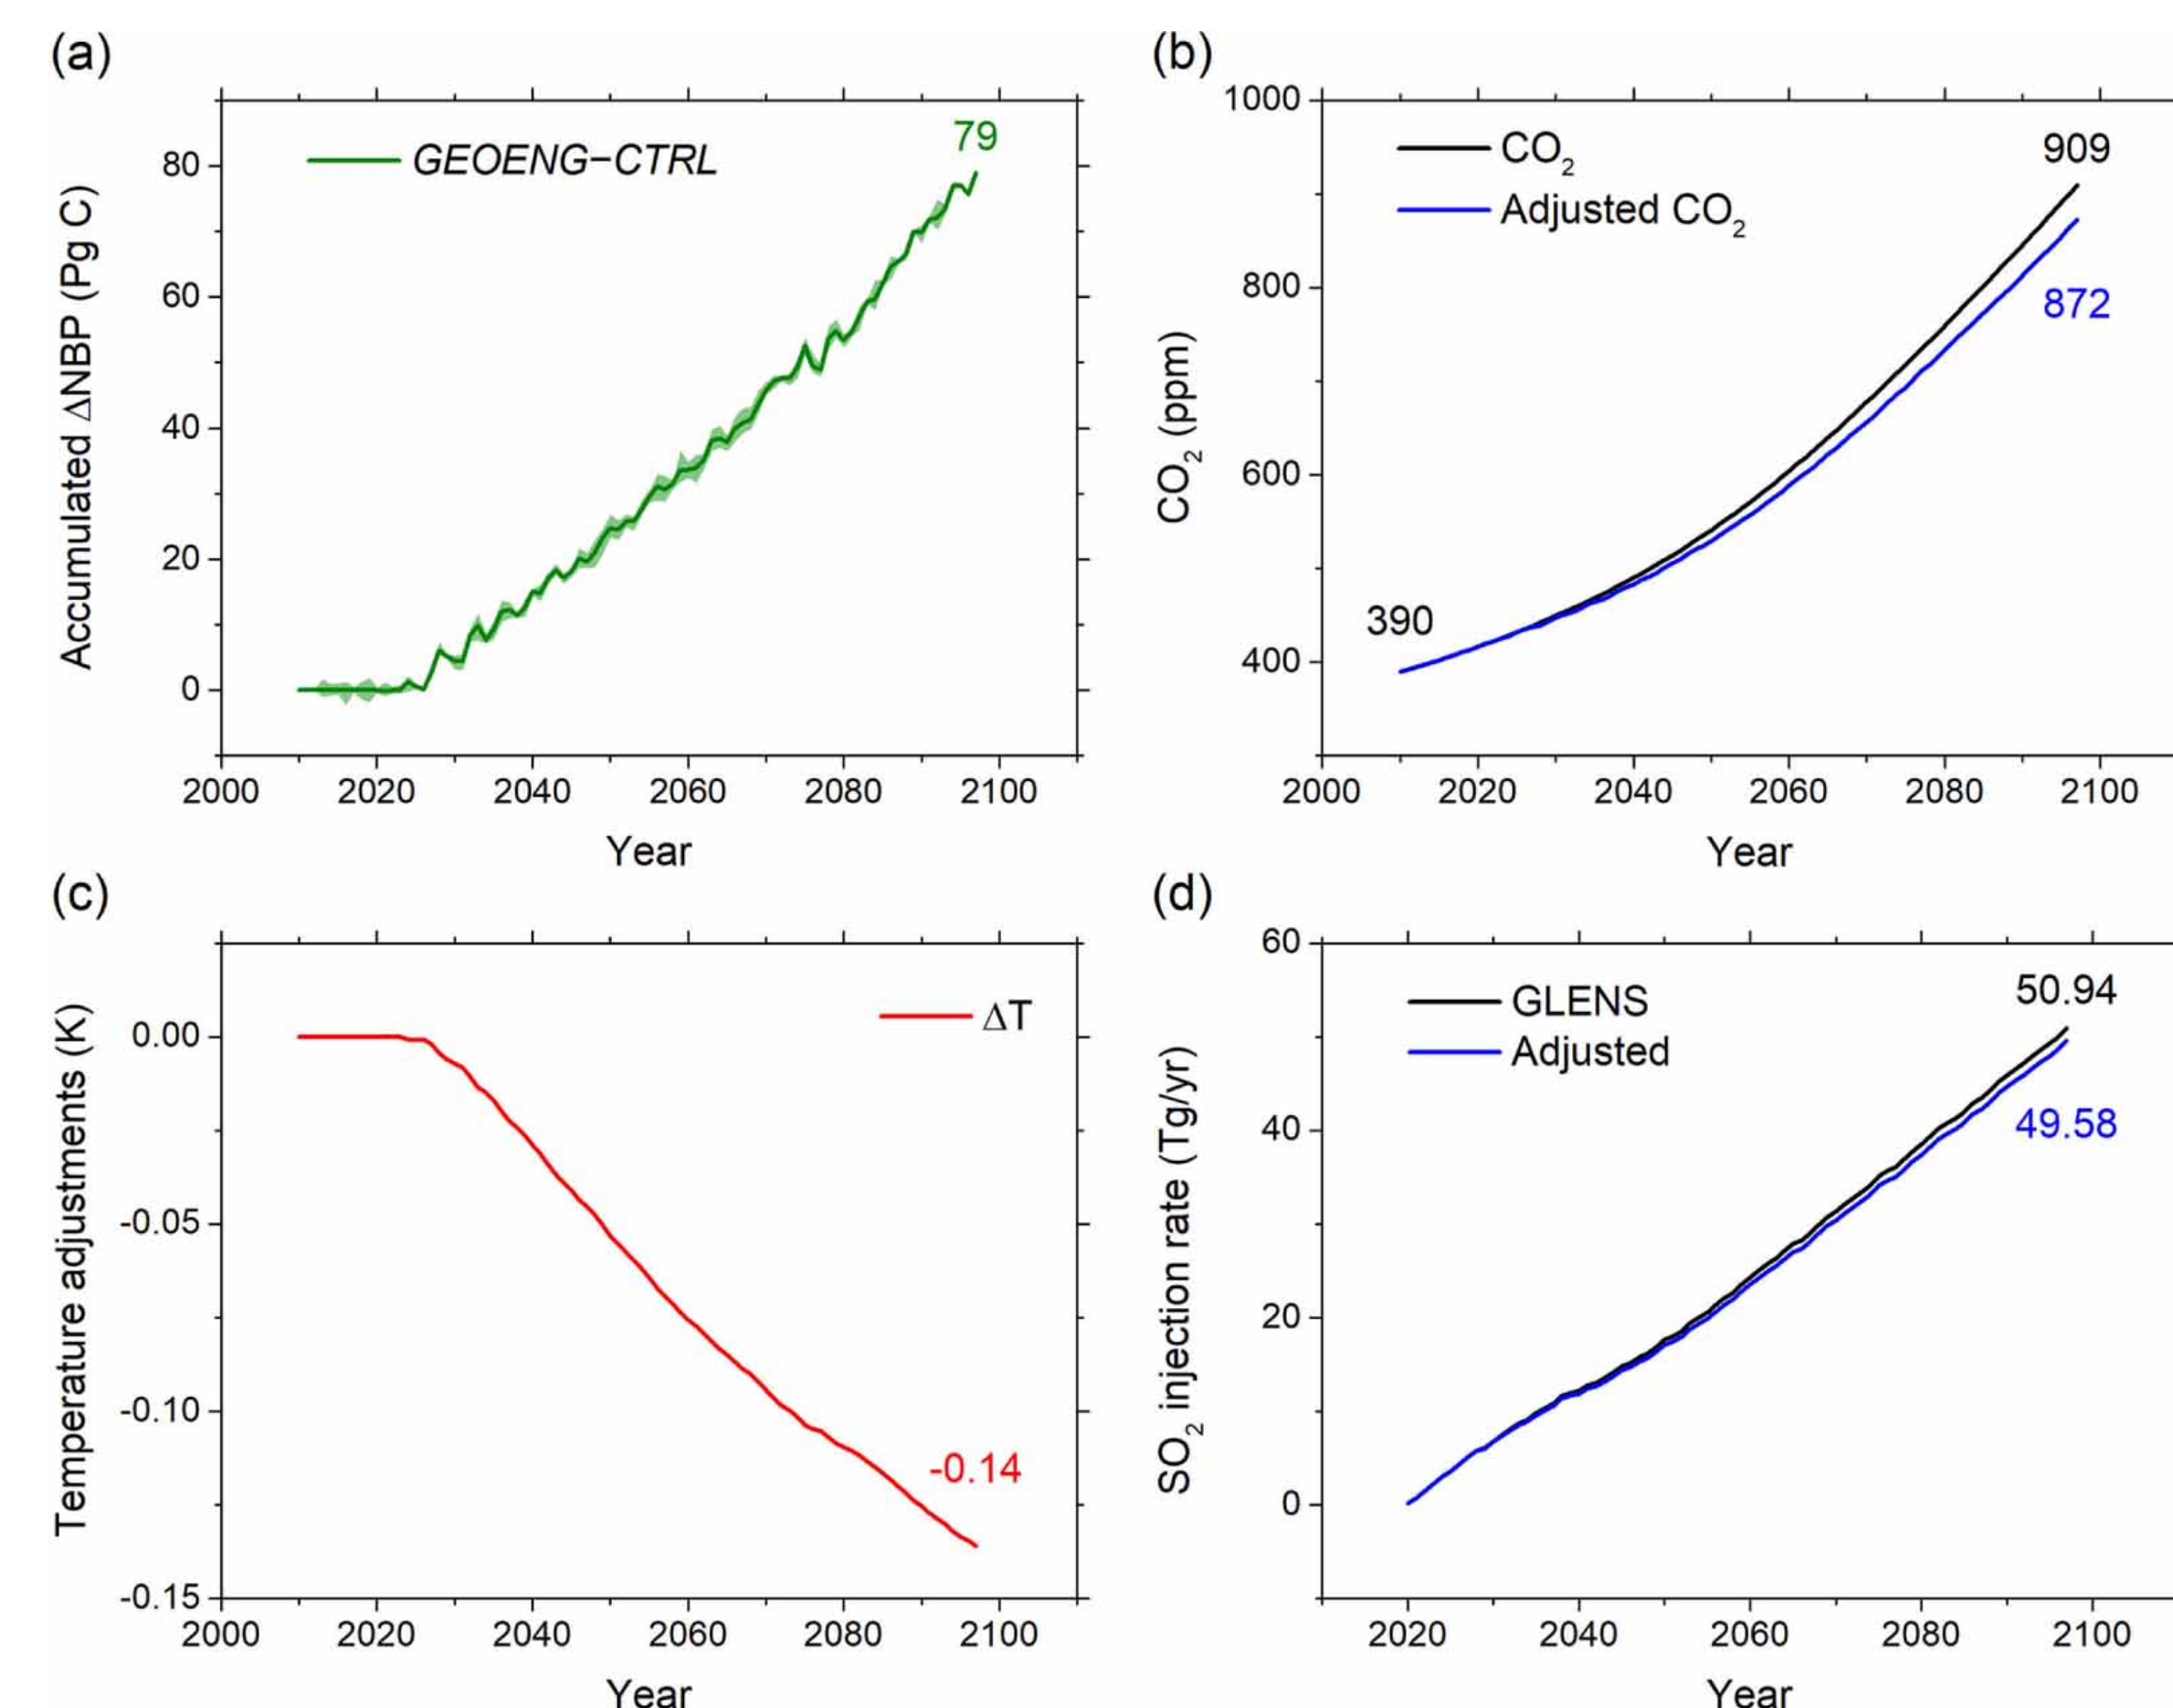 (a)
79
GEOENG−CTRL
80
60
40
20
0
Accumulated ΔNBP (Pg C)
2000 2020 2040 2060 2080 2100
Year
(b)
1000
CO2
909
Adjusted CO2
872
800
600
400
390
CO2 (ppm)
2000 2020 2040 2060 2080 2100
Year
(c)
ΔT
0.00
-0.05
-0.10
-0.15
-0.14
Temperature adjustments (K)
2000 2020 2040 2060 2080 2100
Year
(d)
60
50.94
GLENS
Adjusted
49.58
40
20
0
SO2 injection rate (Tg/yr)
2020 2040 2060 2080 2100
Year